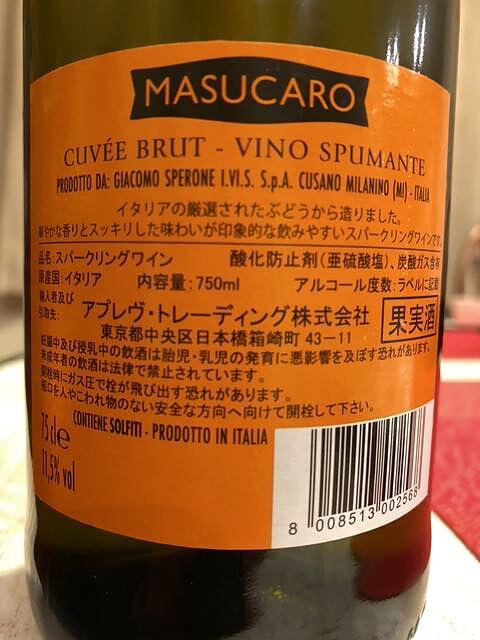 MASUCARO
CUVÉE BRUT - VINO SPUMANTE
PRODOTTO DA: GIACOMO SPERONE I.VI.S. S.p.A. CUSANO MILANINO (MI) - ITALIA
イタリアの厳選されたぶどうから造りました。
華やかな香りとスッキリした味わいが印象的な飲みやすいスパークリングワインです。
品名:スパークリングワイン 酸化防止剤(亜硫酸塩)、炭酸ガス含有
原産国:イタリア 内容量:750ml アルコール度数:ラベルに記載
輸入者及び
引取先: アプレヴ・トレーディング株式会社 果実酒
東京都中央区日本橋箱崎町43-11
妊娠中及び授乳中の飲酒は胎児・乳児の発育に悪影響を及ぼす恐れがあります。
未成年者の飲酒は法律で禁止されています。
開栓時にガス圧で栓が飛び出す恐れがあります。
瓶口を人やこわれ物のない安全な方向へ向けて開栓して下さい。
75 cl e
11,5% vol
CONTIENE SOLFITI - PRODOTTO IN ITALIA
8 008513 002568